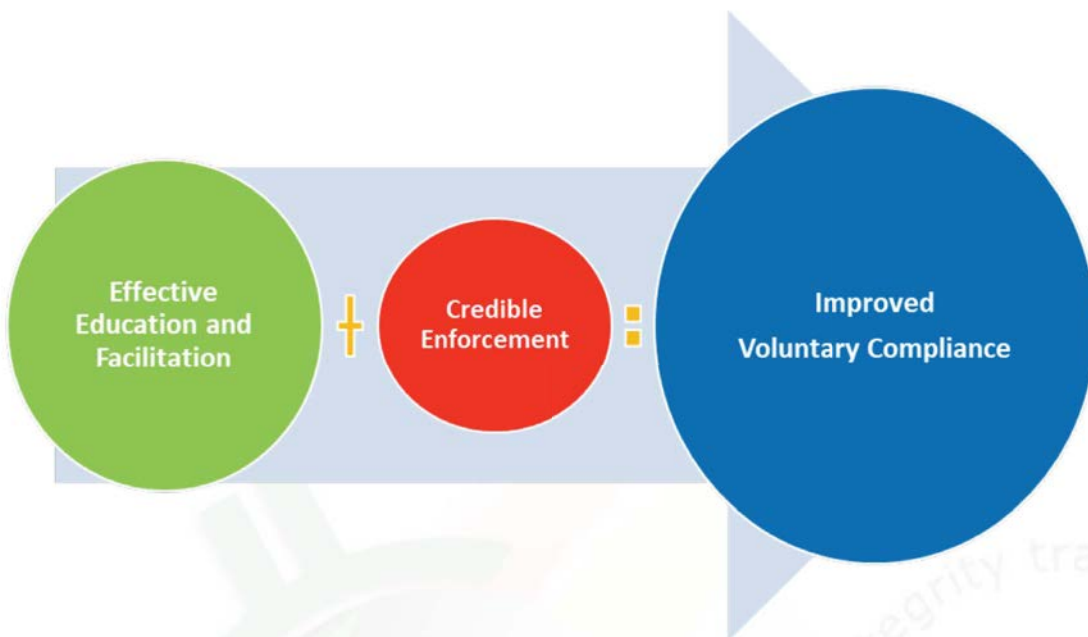 Effective
Education and
Facilitation
+
Credible
Enforcement
:
Improved
Voluntary Compliance